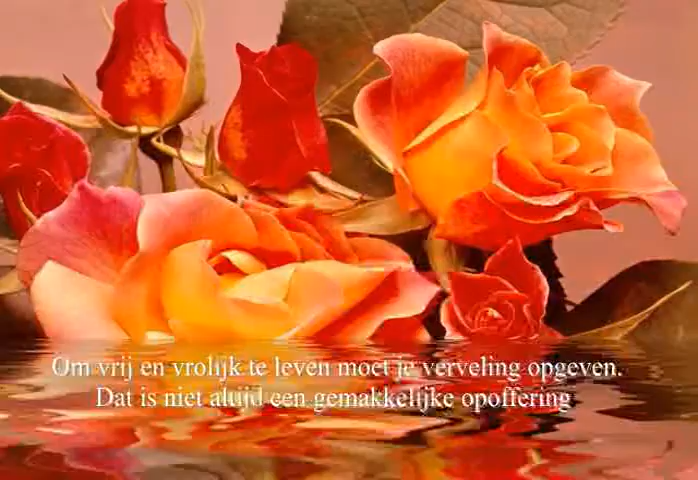 Om vrij en vrolijk te leven moet je verveling opgeven.
Dat is niet altijd een gemakkelijke opoffering